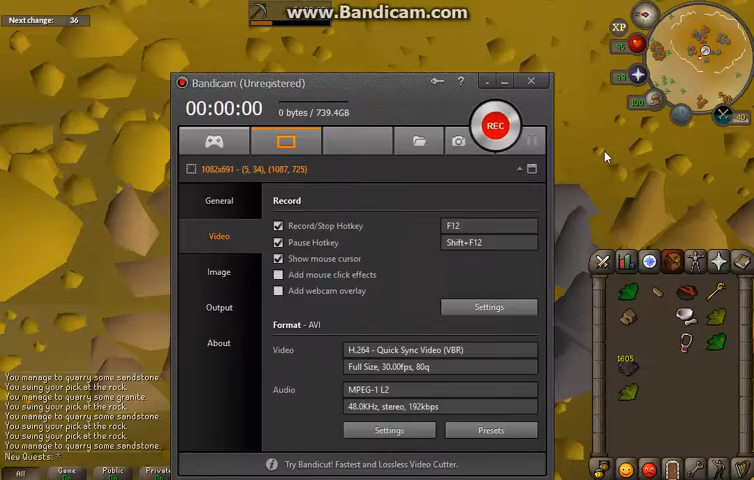 Next change: 36
www.Bandicam.com
XP
Bandicam (Unregstered)
00:00:00
0 bytes / 739.4GB
REC
1082x691 - (5, 34), (1087, 725)
General
Video
Image
Output
About
Record
Record/Stop Hotkey
F12
Pause Hotkey
Shift+F12
Show mouse cursor
Add mouse click effects
Add webcam overlay
Settings
Format - AVI
Video
H.264 - Quick Sync Video (VBR)
Full Size, 30.00fps, 80q
Audio
MPEG-1 L2
48.0KHz, stereo, 192kbps
Settings
Presets
Try Bandicut! Fastest and Lossless Video Cutter.
99
100
40
1605
You manage to quarry some sandstone.
You swing your pick at the rock.
You manage to quarry some granite.
You swing your pick at the rock.
You manage to quarry some sandstone.
You swing your pick at the rock.
You swing your pick at the rock.
You manage to quarry some sandstone.
New Quests: *
All
Game
Public
Private